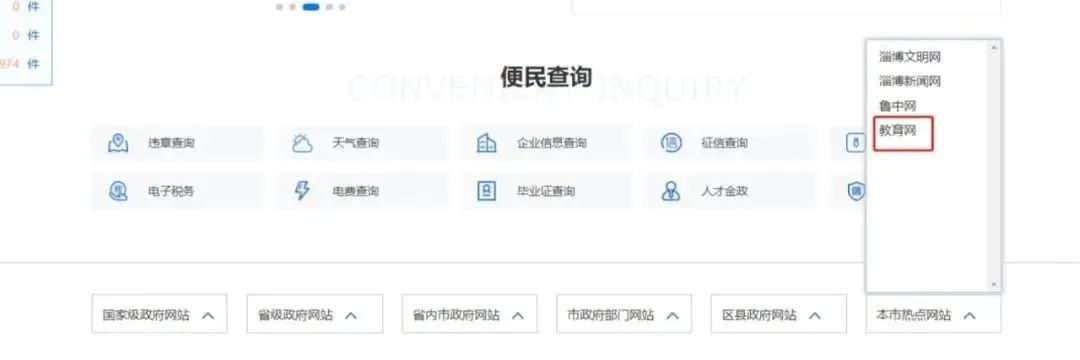 0 件
0 件
974 件
便民查询
CONVENIENT INQUIRY
违章查询 天气查询 企业信息查询 征信查询
电子税务 电费查询 毕业证查询 人才金政
淄博文明网
淄博新闻网
鲁中网
教育网
国家级政府网站 省级政府网站 省内市政府网站 市政府部门网站 区县政府网站 本市热点网站